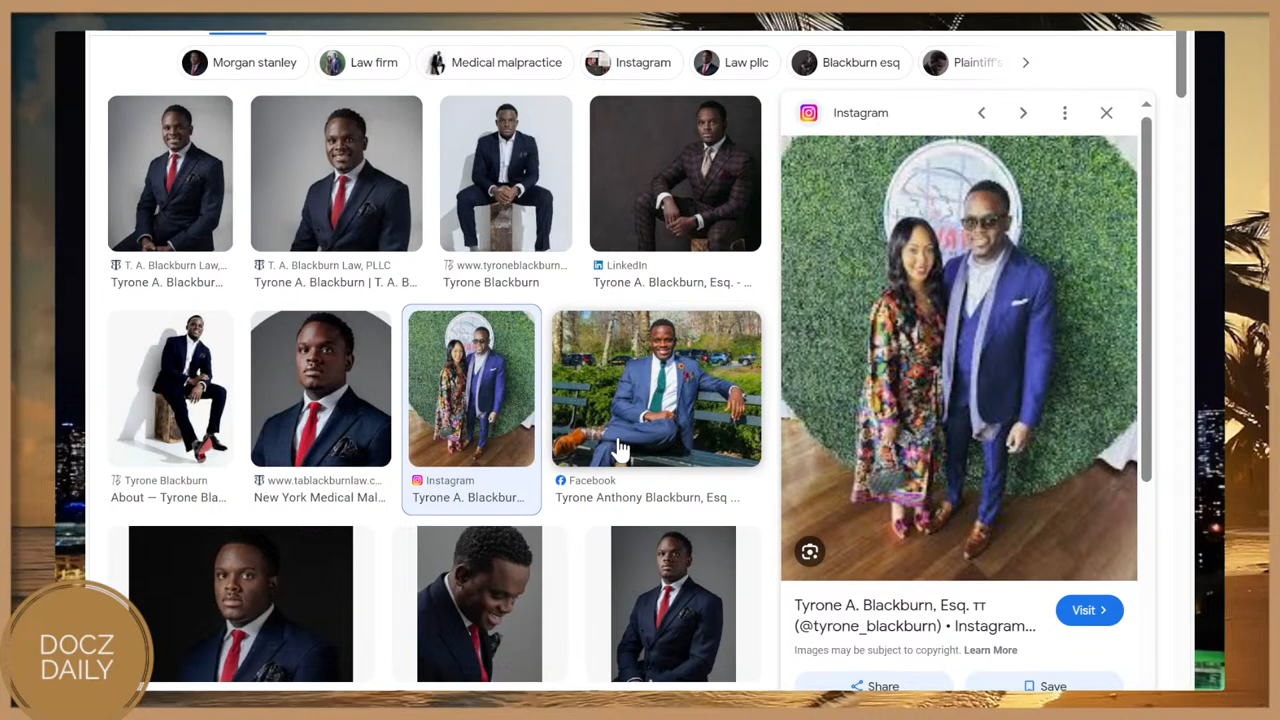 Morgan stanley
Law firm
Medical malpractice
Instagram
Law pllc
Blackburn esq
Plaintiff's
Instagram
T. A. Blackburn Law,...
Tyrone A. Blackbur...
T. A. Blackburn Law, PLLC
Tyrone A. Blackburn | T. A. B...
www.tyroneblackburn...
Tyrone Blackburn
LinkedIn
Tyrone A. Blackburn, Esq. - ...
Tyrone Blackburn
About — Tyrone Bla...
www.tablackburnlaw.c...
New York Medical Mal...
Instagram
Tyrone A. Blackbur...
Facebook
Tyrone Anthony Blackburn, Esq ...
Tyrone A. Blackburn, Esq. ττ
(@tyrone_blackburn) • Instagram...
Visit
Images may be subject to copyright. Learn More
Share
Save
DOCZ
DAILY